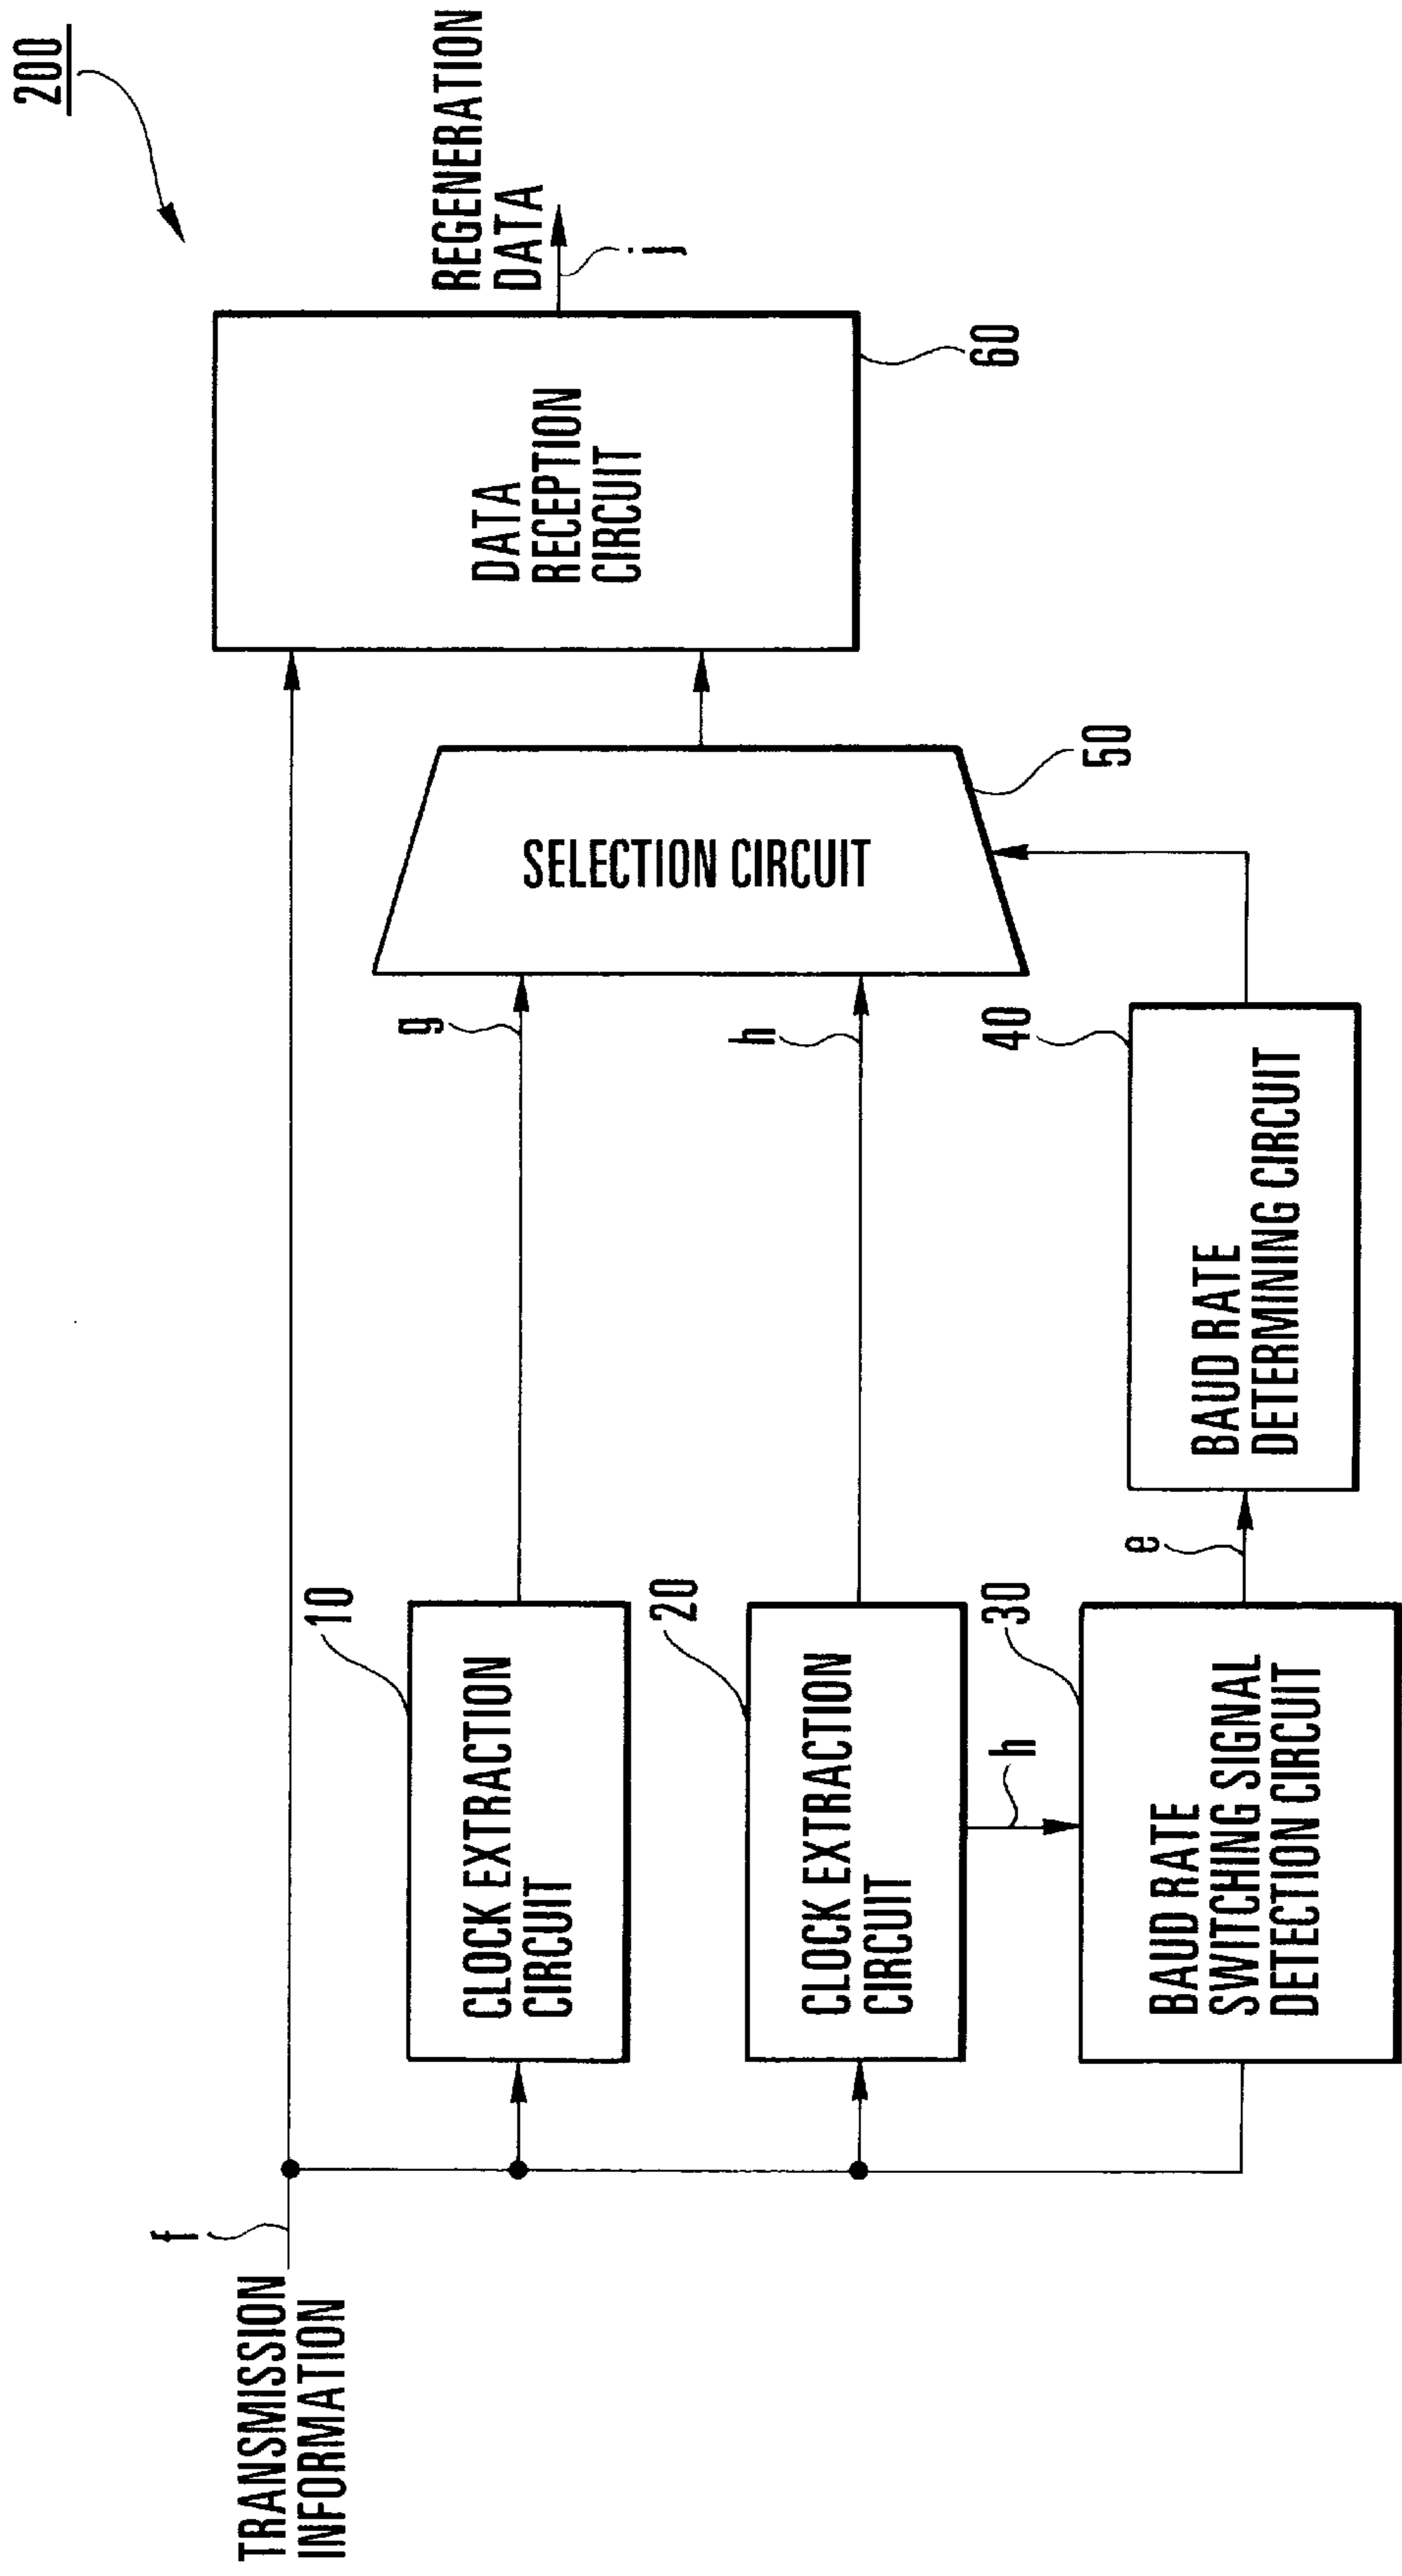 200
TRANSMISSION
INFORMATION
f
10
CLOCK EXTRACTION
CIRCUIT
g
20
CLOCK EXTRACTION
CIRCUIT
h
h
30
BAUD RATE
SWITCHING SIGNAL
DETECTION CIRCUIT
e
40
BAUD RATE
DETERMINING CIRCUIT
SELECTION CIRCUIT
50
DATA
RECEPTION
CIRCUIT
60
REGENERATION
DATA
j